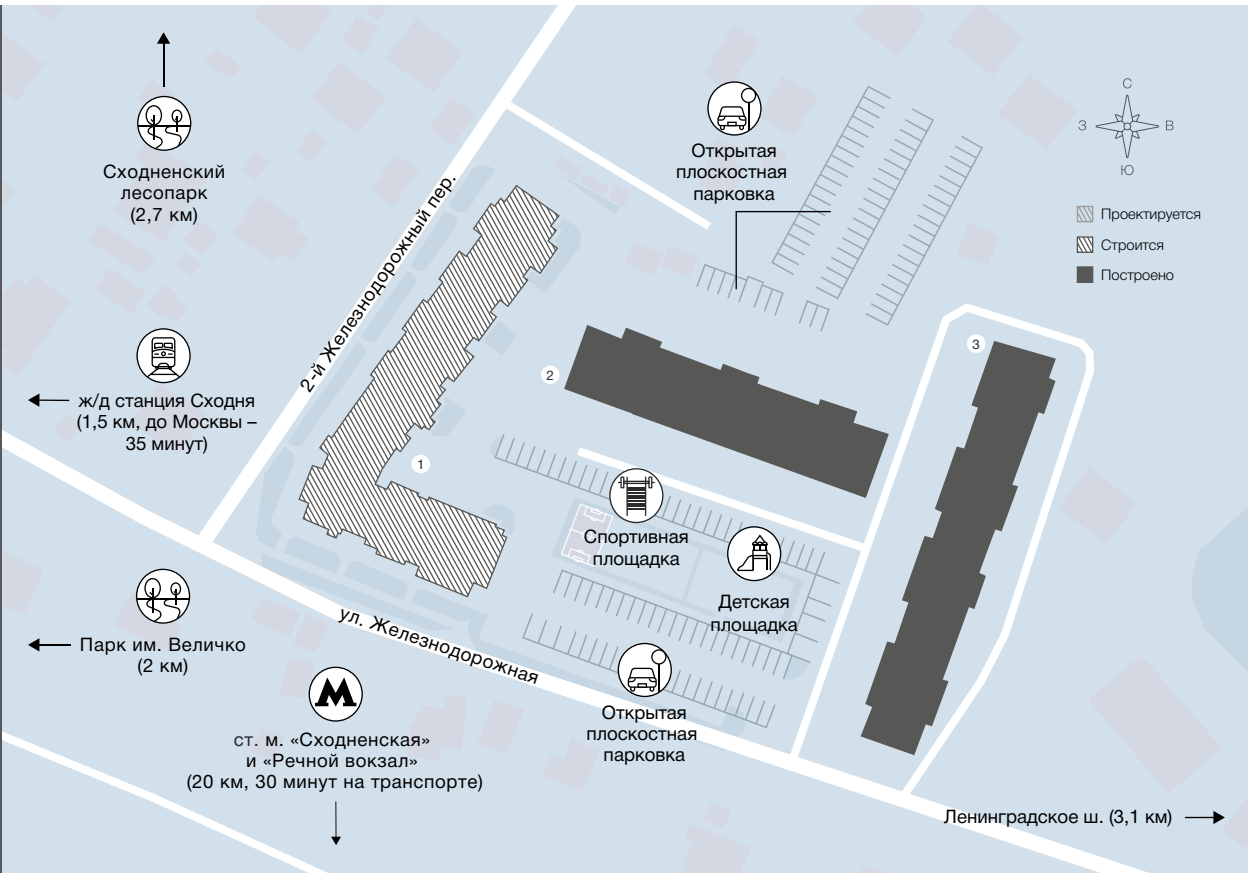 Сходненский
лесопарк
(2,7 км)
Открытая
плоскостная
парковка
С
З
В
Ю
Проектируется
Строится
Построено
2-й Железнодорожный пер.
ж/д станция Сходня
(1,5 км, до Москвы –
35 минут)
1
2
3
Спортивная
площадка
Детская
площадка
Парк им. Величко
(2 км)
ул. Железнодорожная
М
ст. м. «Сходненская»
и «Речной вокзал»
(20 км, 30 минут на транспорте)
Открытая
плоскостная
парковка
Ленинградское ш. (3,1 км)